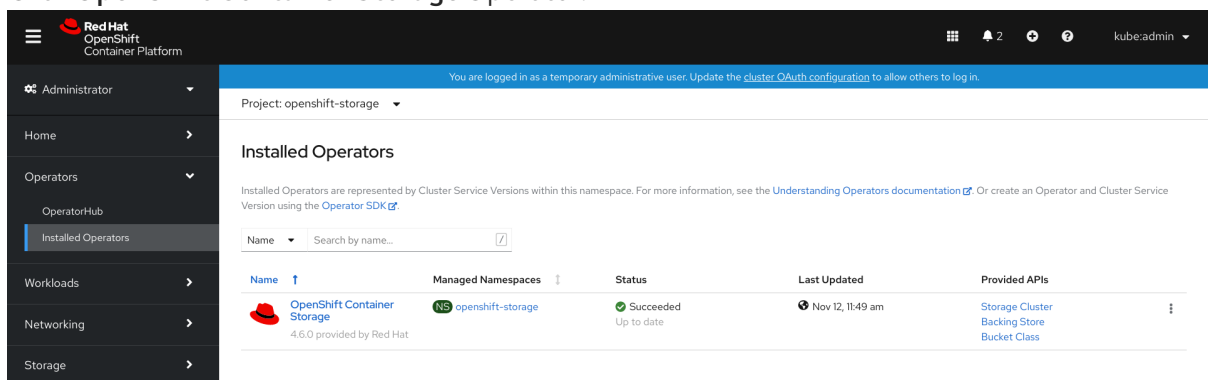 Red Hat
OpenShift
Container Platform
2
kube:admin
Administrator
You are logged in as a temporary administrative user. Update the cluster OAuth configuration to allow others to log in.
Project: openshift-storage
Home
Installed Operators
Operators
Installed Operators are represented by Cluster Service Versions within this namespace. For more information, see the Understanding Operators documentation. Or create an Operator and Cluster Service
Version using the Operator SDK.
OperatorHub
Installed Operators
Name
Search by name...
/
Workloads
Name
Managed Namespaces
Status
Last Updated
Provided APIs
OpenShift Container
Storage
4.6.0 provided by Red Hat
NS openshift-storage
Succeeded
Up to date
Nov 12, 11:49 am
Storage Cluster
Backing Store
Bucket Class
Networking
Storage